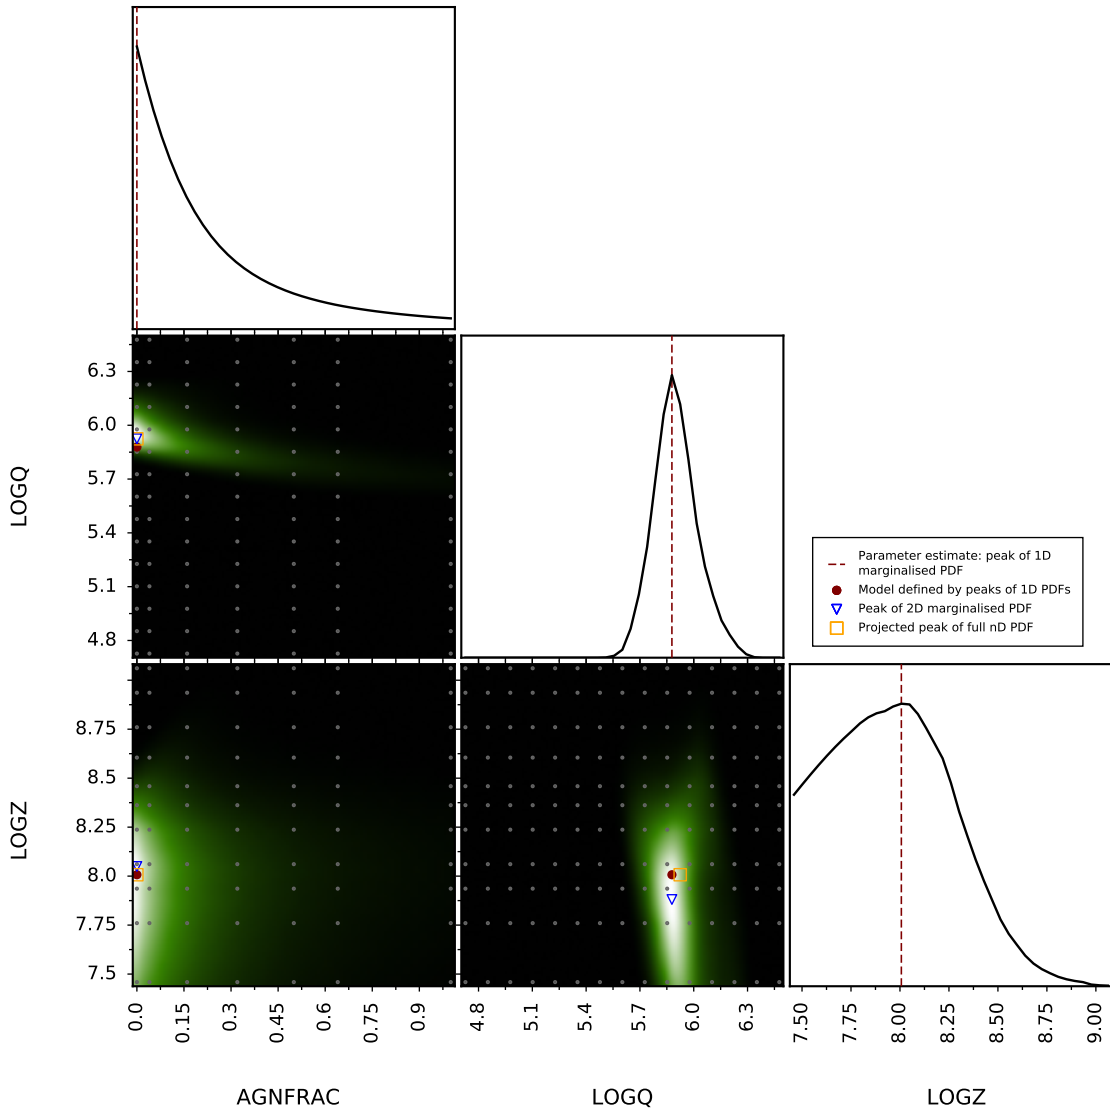 6.3
6.0
5.7
5.4
5.1
4.8
LOGQ
Parameter estimate: peak of 1D
marginalised PDF
Model defined by peaks of 1D PDFs
Peak of 2D marginalised PDF
Projected peak of full nD PDF
8.75
8.5
8.25
8.0
7.75
7.5
LOGZ
0.0 0.15 0.3 0.45 0.6 0.75 0.9
4.8 5.1 5.4 5.7 6.0 6.3
7.50 7.75 8.00 8.25 8.50 8.75 9.00
AGNFRAC LOGQ LOGZ